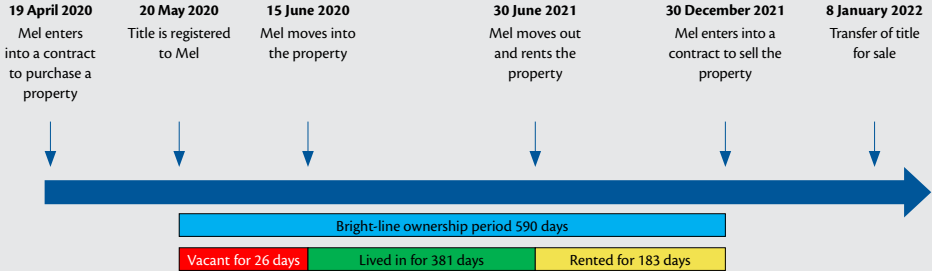 19 April 2020
Mel enters
into a contract
to purchase a
property
20 May 2020
Title is registered
to Mel
15 June 2020
Mel moves into
the property
30 June 2021
Mel moves out
and rents the
property
30 December 2021
Mel enters into a
contract to sell the
property
8 January 2022
Transfer of title
for sale
Bright-line ownership period 590 days
Vacant for 26 days
Lived in for 381 days
Rented for 183 days